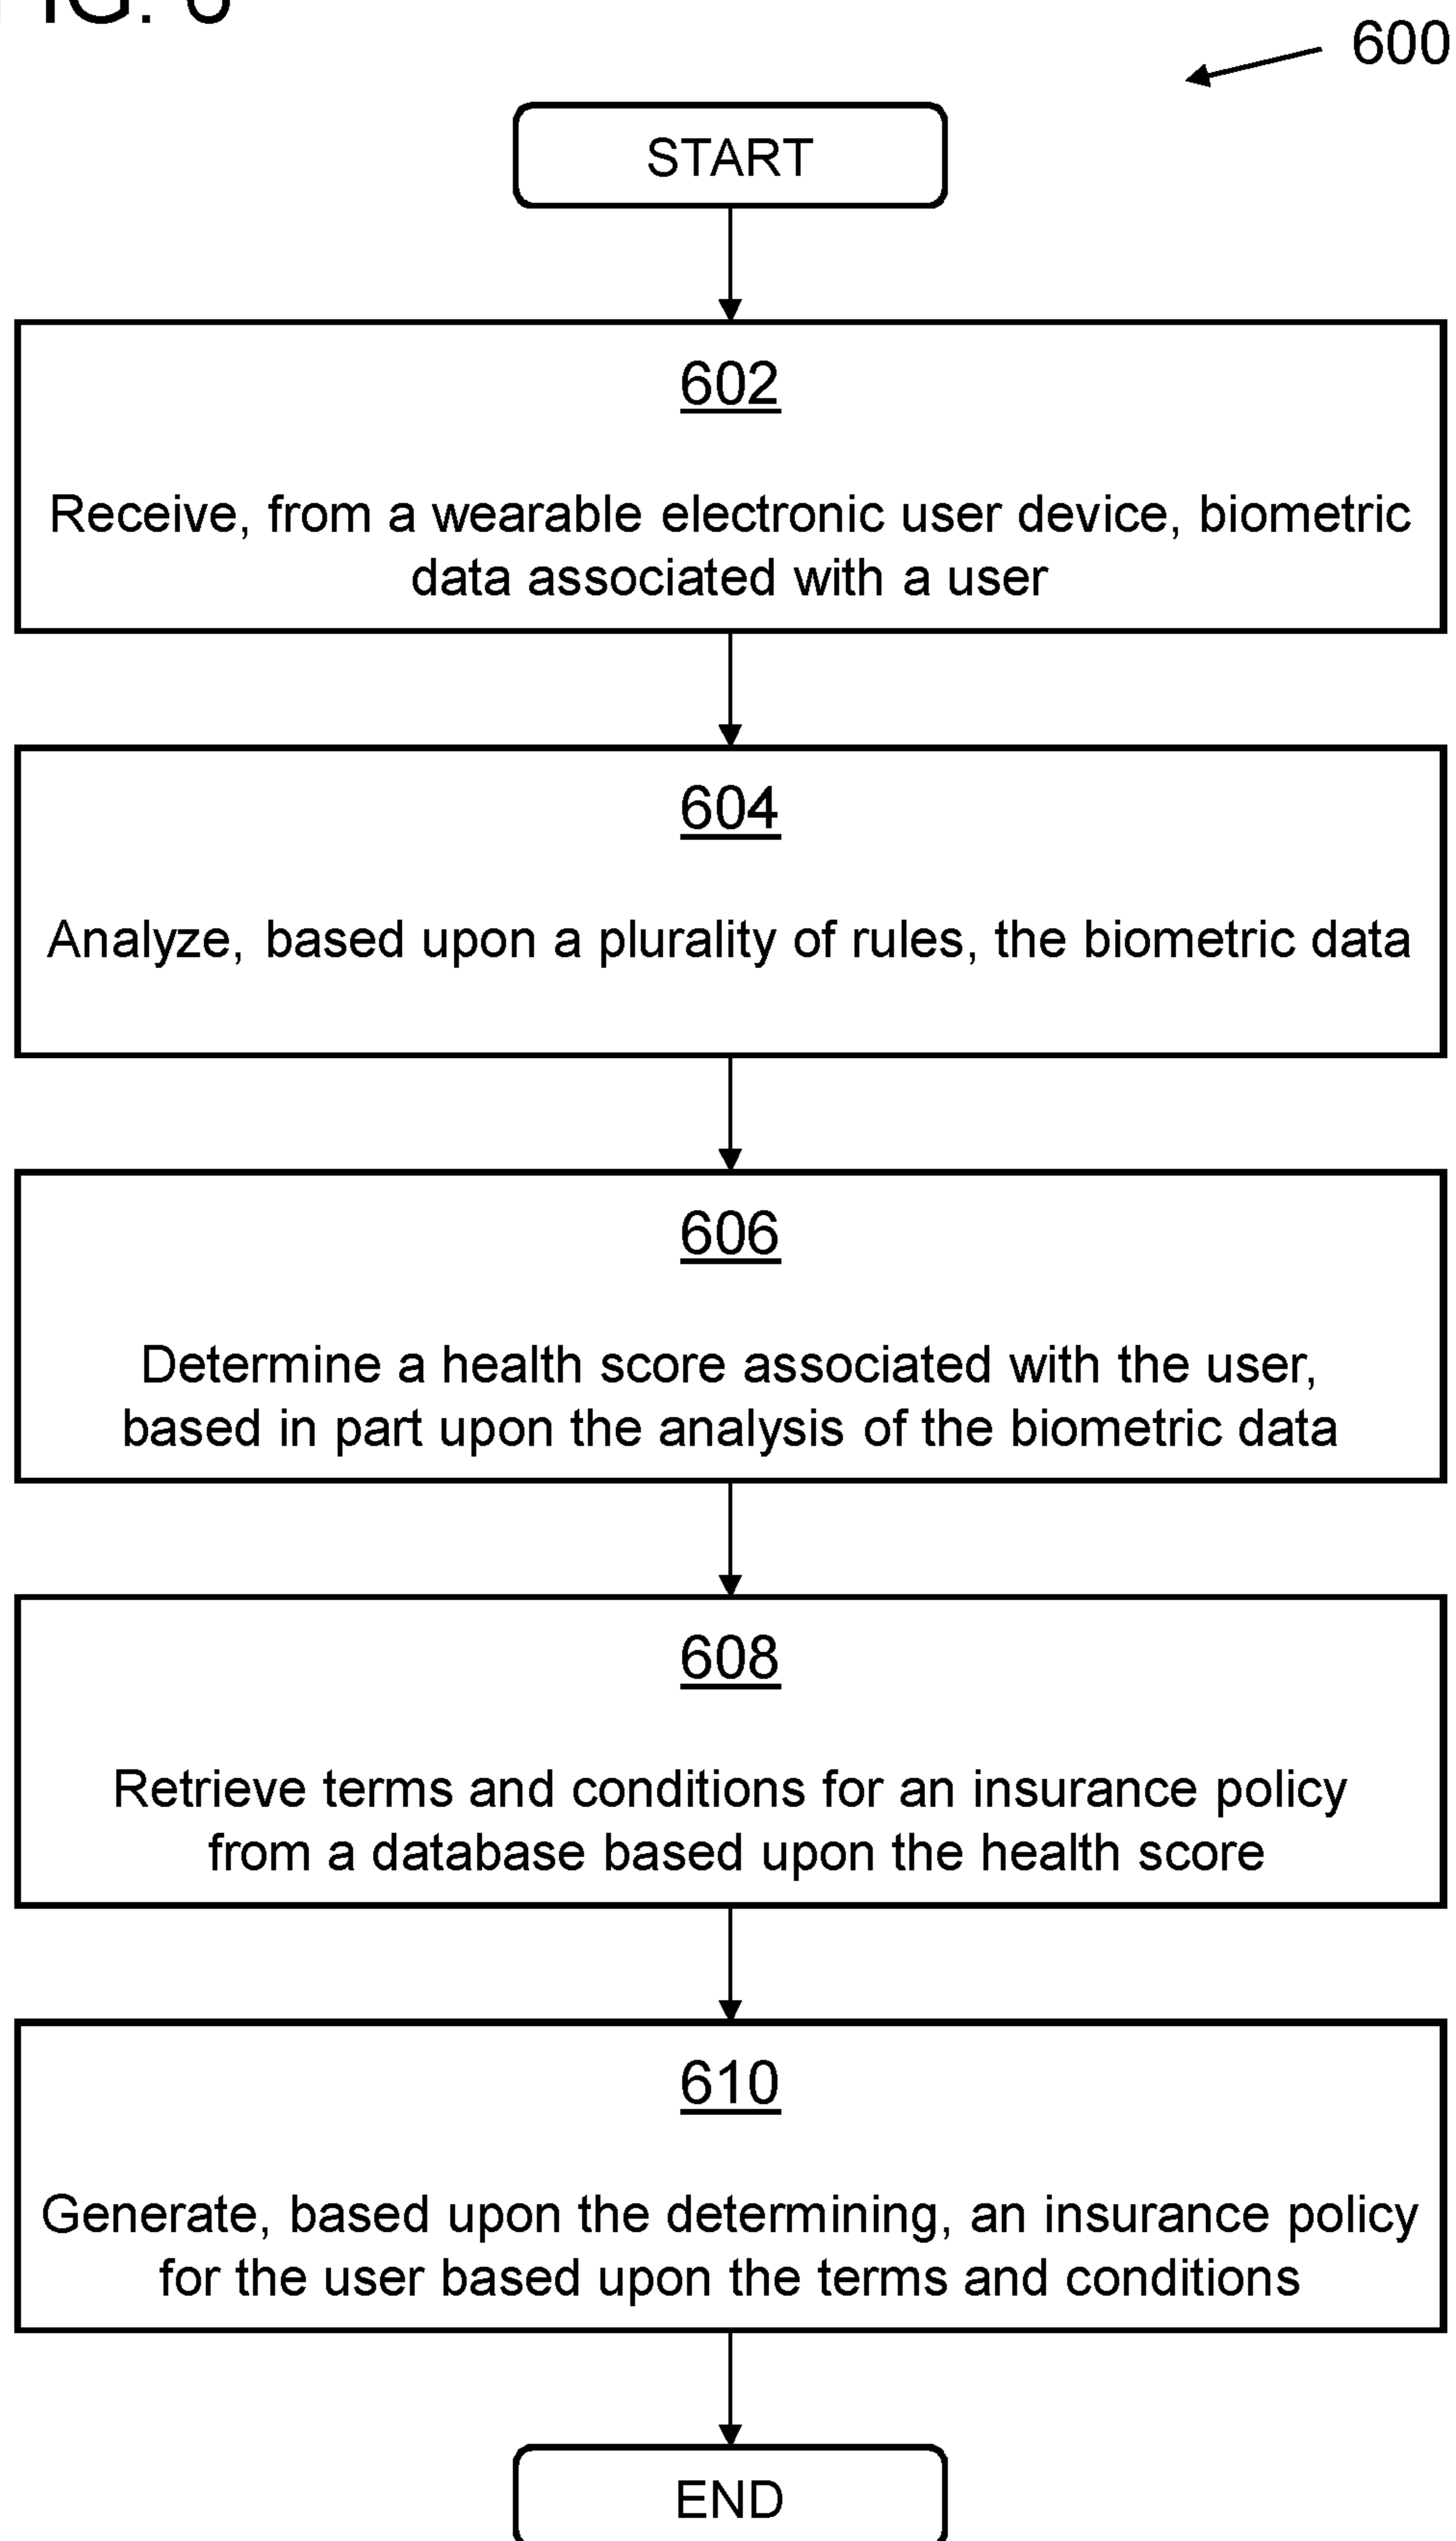 FIG. 6
600
START
602
Receive, from a wearable electronic user device, biometric
data associated with a user
604
Analyze, based upon a plurality of rules, the biometric data
606
Determine a health score associated with the user,
based in part upon the analysis of the biometric data
608
Retrieve terms and conditions for an insurance policy
from a database based upon the health score
610
Generate, based upon the determining, an insurance policy
for the user based upon the terms and conditions
END